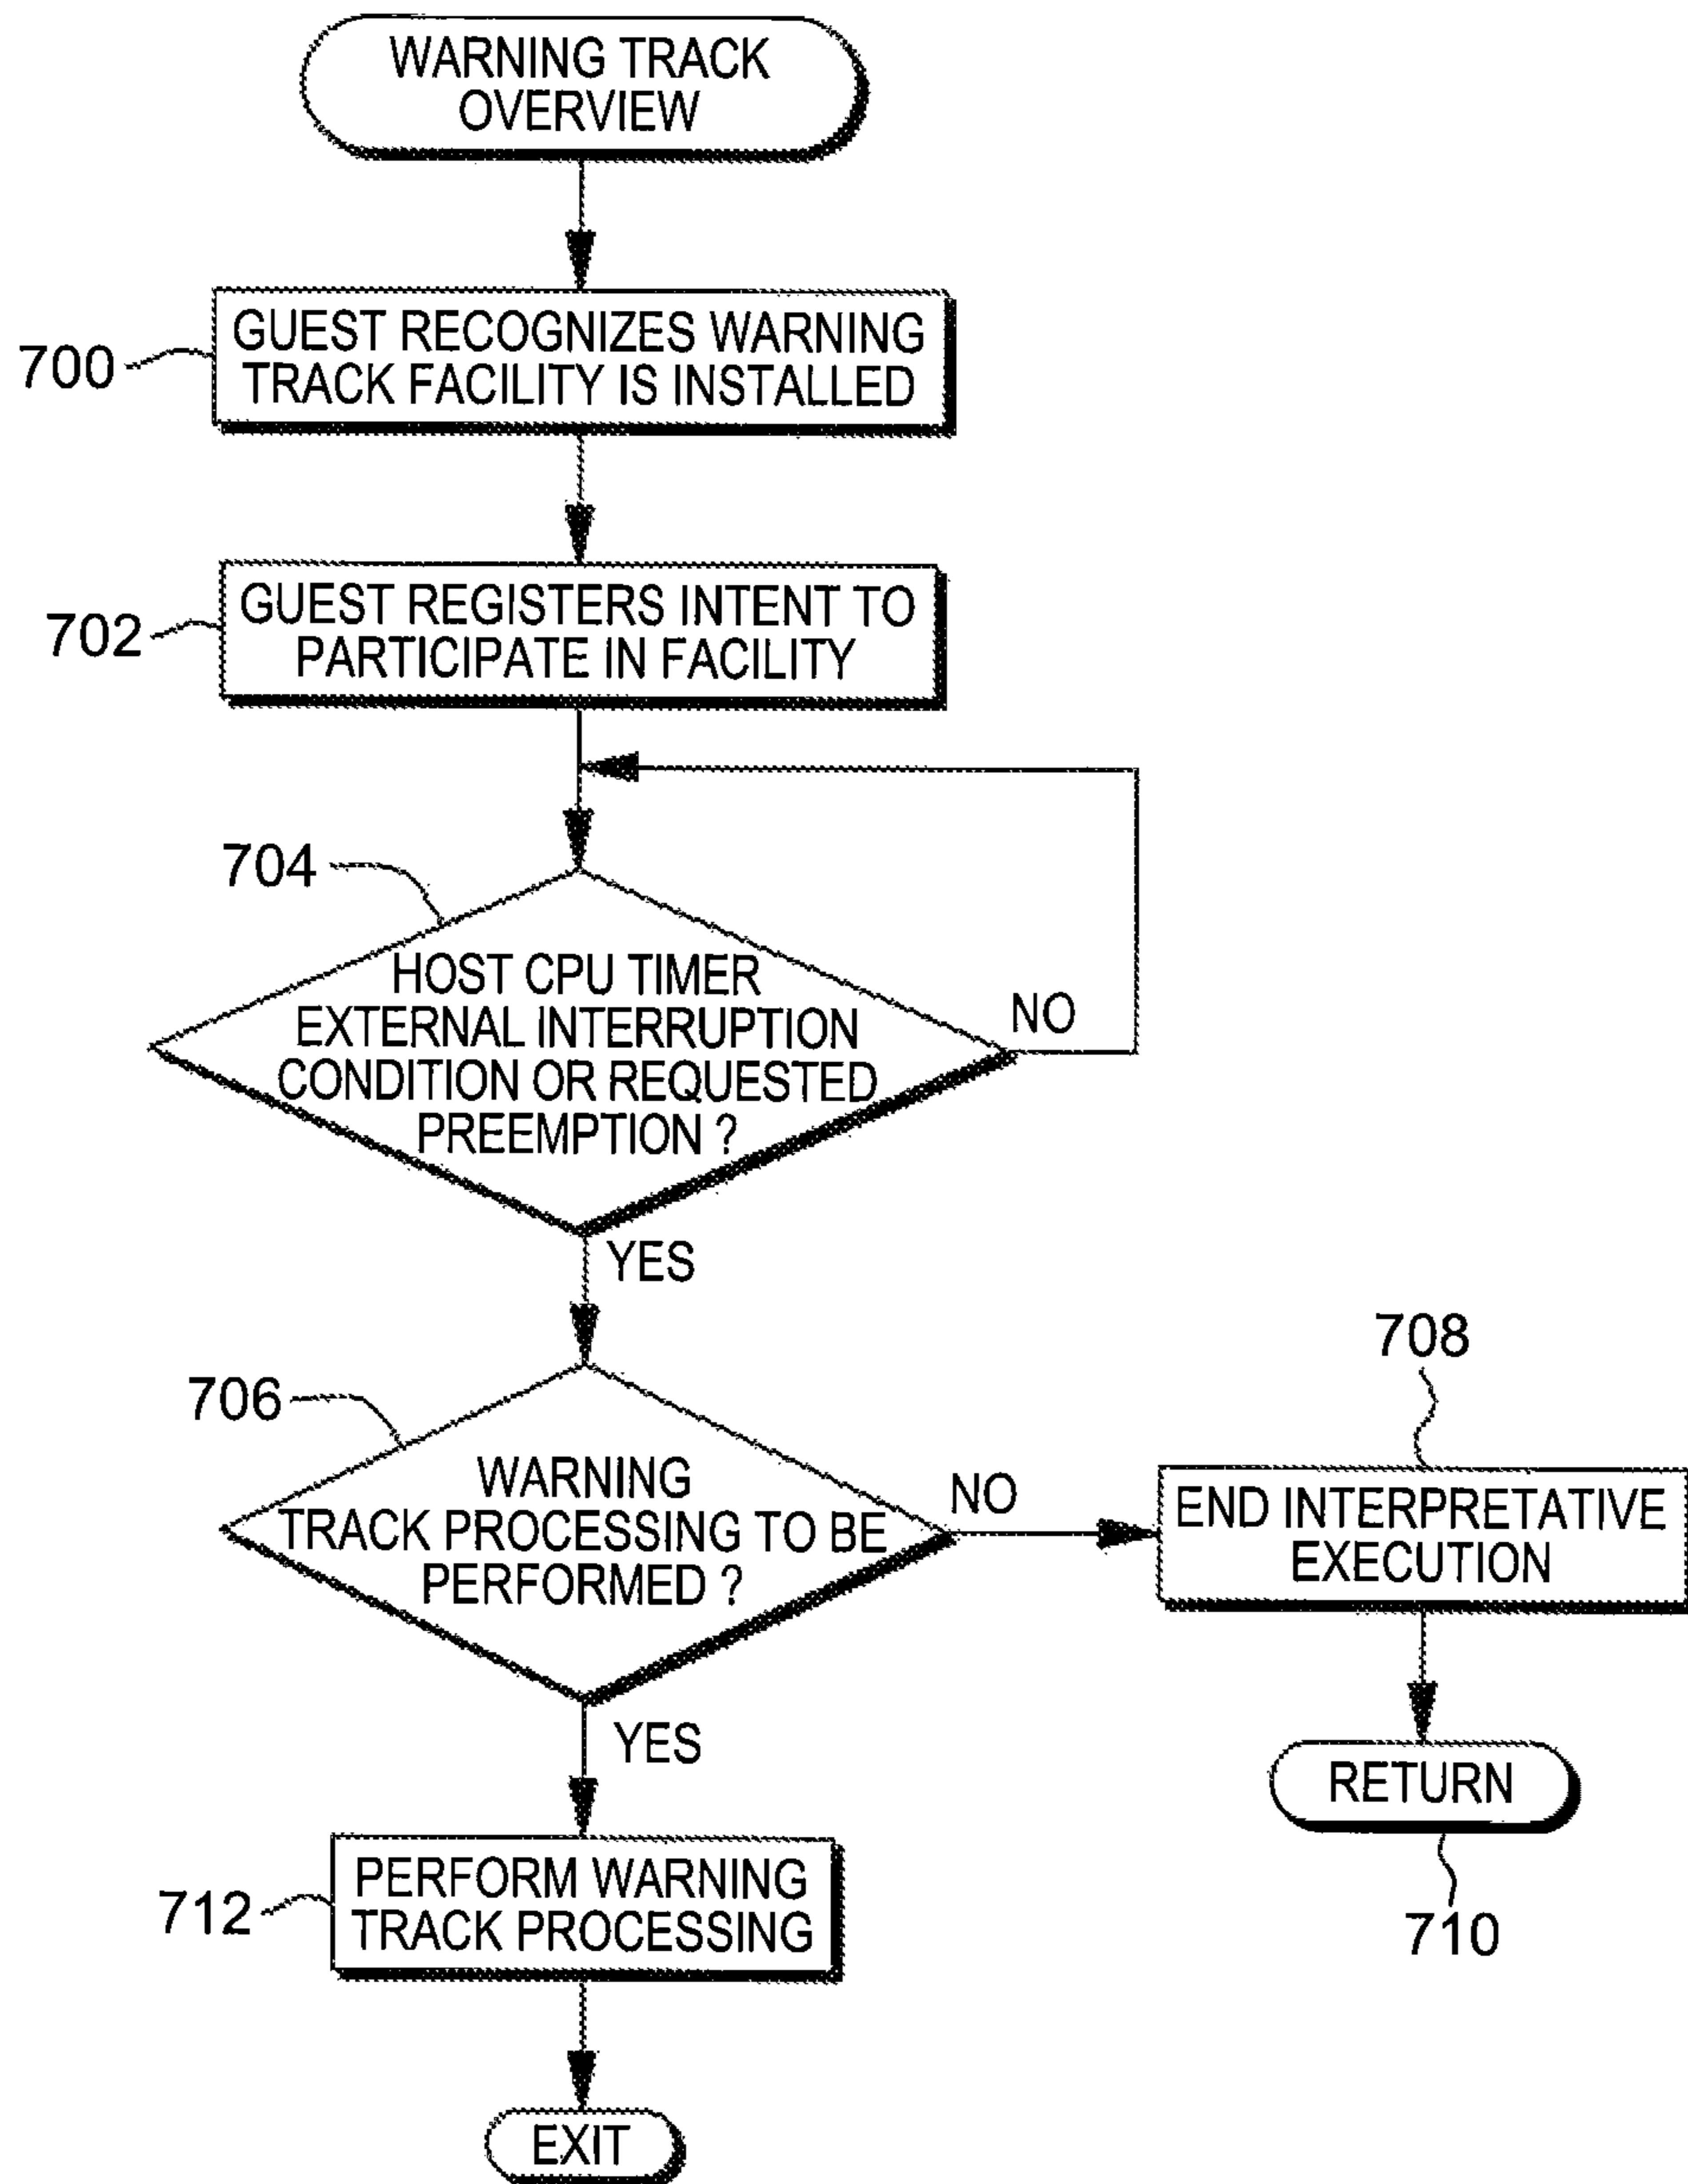 WARNING TRACK
OVERVIEW
700
GUEST RECOGNIZES WARNING
TRACK FACILITY IS INSTALLED
702
GUEST REGISTERS INTENT TO
PARTICIPATE IN FACILITY
704
HOST CPU TIMER
EXTERNAL INTERRUPTION
CONDITION OR REQUESTED
PREEMPTION ?
NO
YES
706
WARNING
TRACK PROCESSING TO BE
PERFORMED ?
NO
708
END INTERPRETATIVE
EXECUTION
RETURN
710
YES
712
PERFORM WARNING
TRACK PROCESSING
EXIT